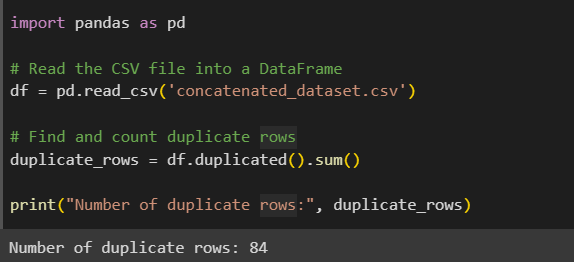 import pandas as pd
# Read the CSV file into a DataFrame
df = pd.read_csv('concatenated_dataset.csv')
# Find and count duplicate rows
duplicate_rows = df.duplicated().sum()
print("Number of duplicate rows:", duplicate_rows)
Number of duplicate rows: 84